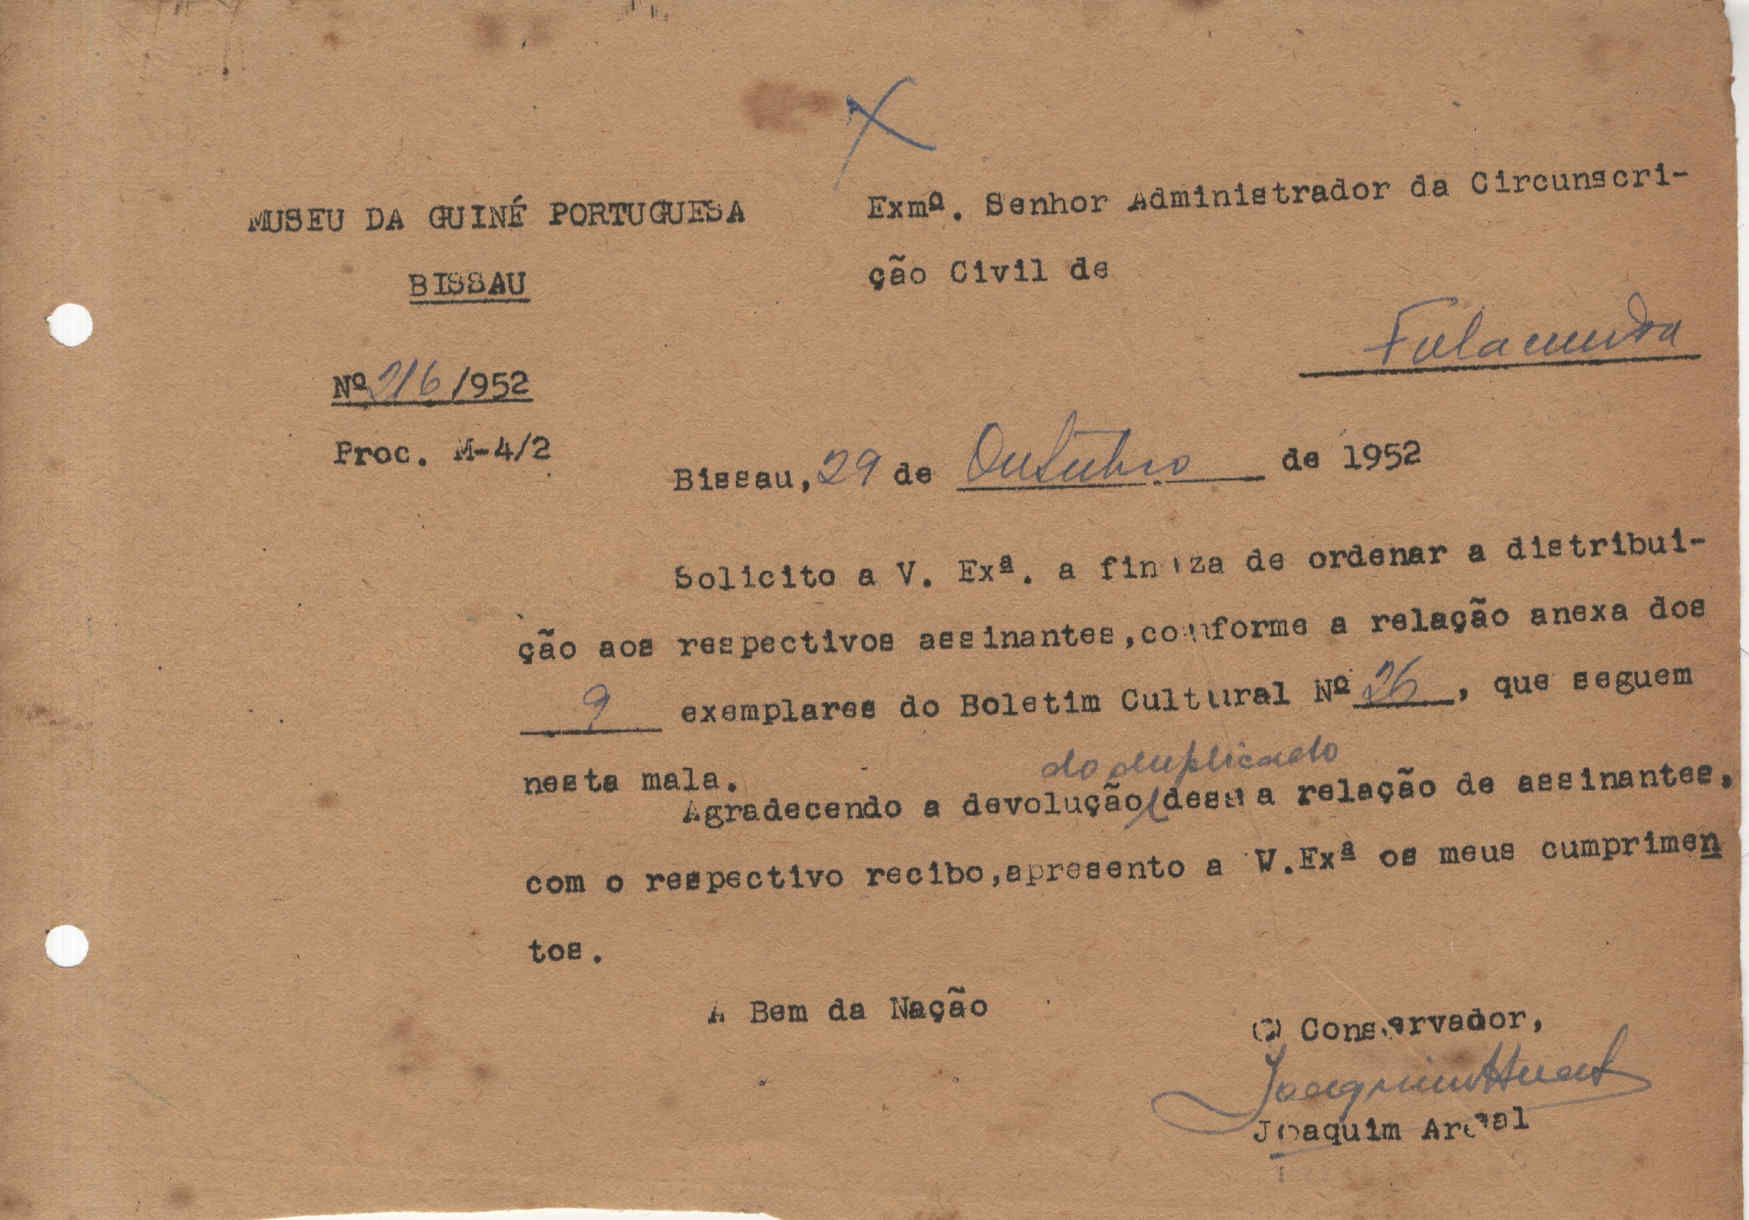 MUSEU DA GUINÉ PORTUGUESA
BISSAU
Nº 216/952
Proc. M-4/2
Exmº. Senhor Administrador da Circunscri-
ção Civil de
Fulacunda
Bissau, 29 de Outubro de 1952
Solicito a V. Exª. a fineza de ordenar a distribui-
ção aos respectivos assinantes, conforme a relação anexa dos
9 exemplares do Boletim Cultural Nº 26, que seguem
nesta mala.
do duplicado
Agradecendo a devolução dessa relação de assinantes,
com o respectivo recibo, apresento a V.Exª os meus cumprimen
tos.
A Bem da Nação
O Conservador,
Joaquim Areal